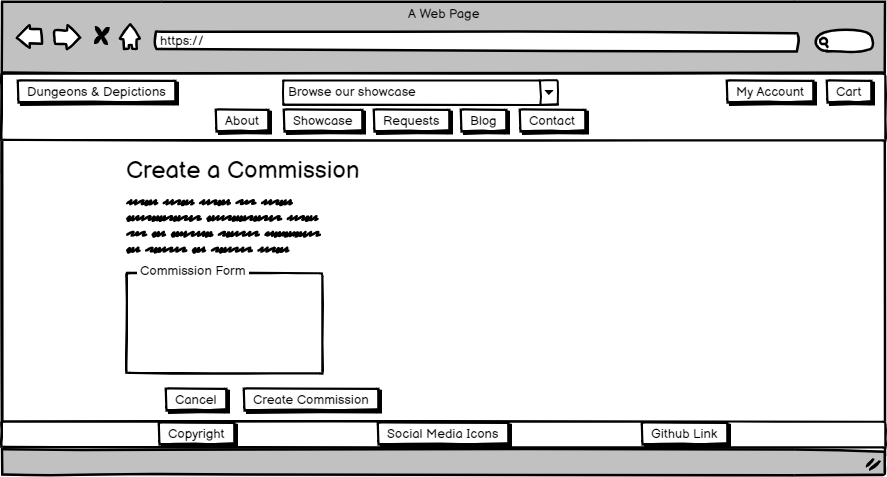 A Web Page
https://
Dungeons & Depictions
Browse our showcase
My Account
Cart
About
Showcase
Requests
Blog
Contact
Create a Commission
Commission Form
Cancel
Create Commission
Copyright
Social Media Icons
Github Link